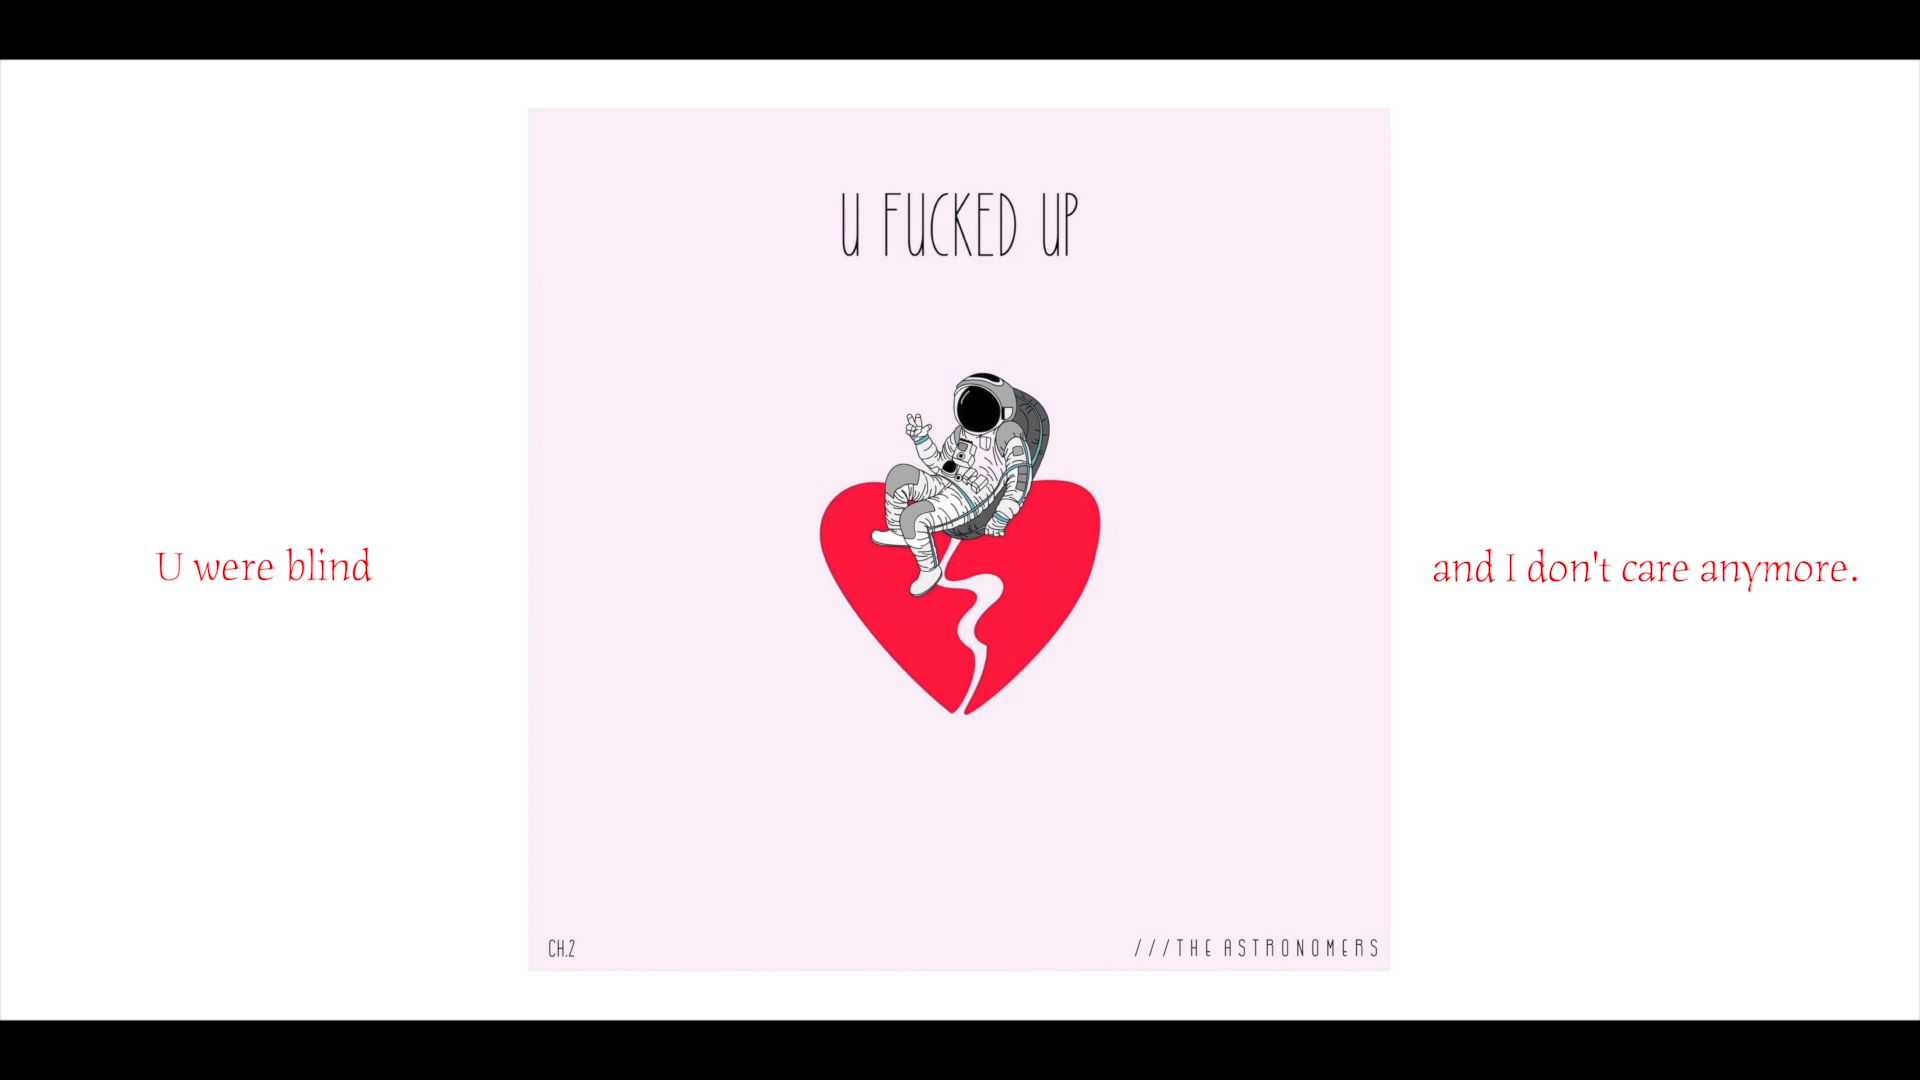 U FUCKED UP
U were blind
and I don't care anymore.
CH.2
///THE ASTRONOMERS